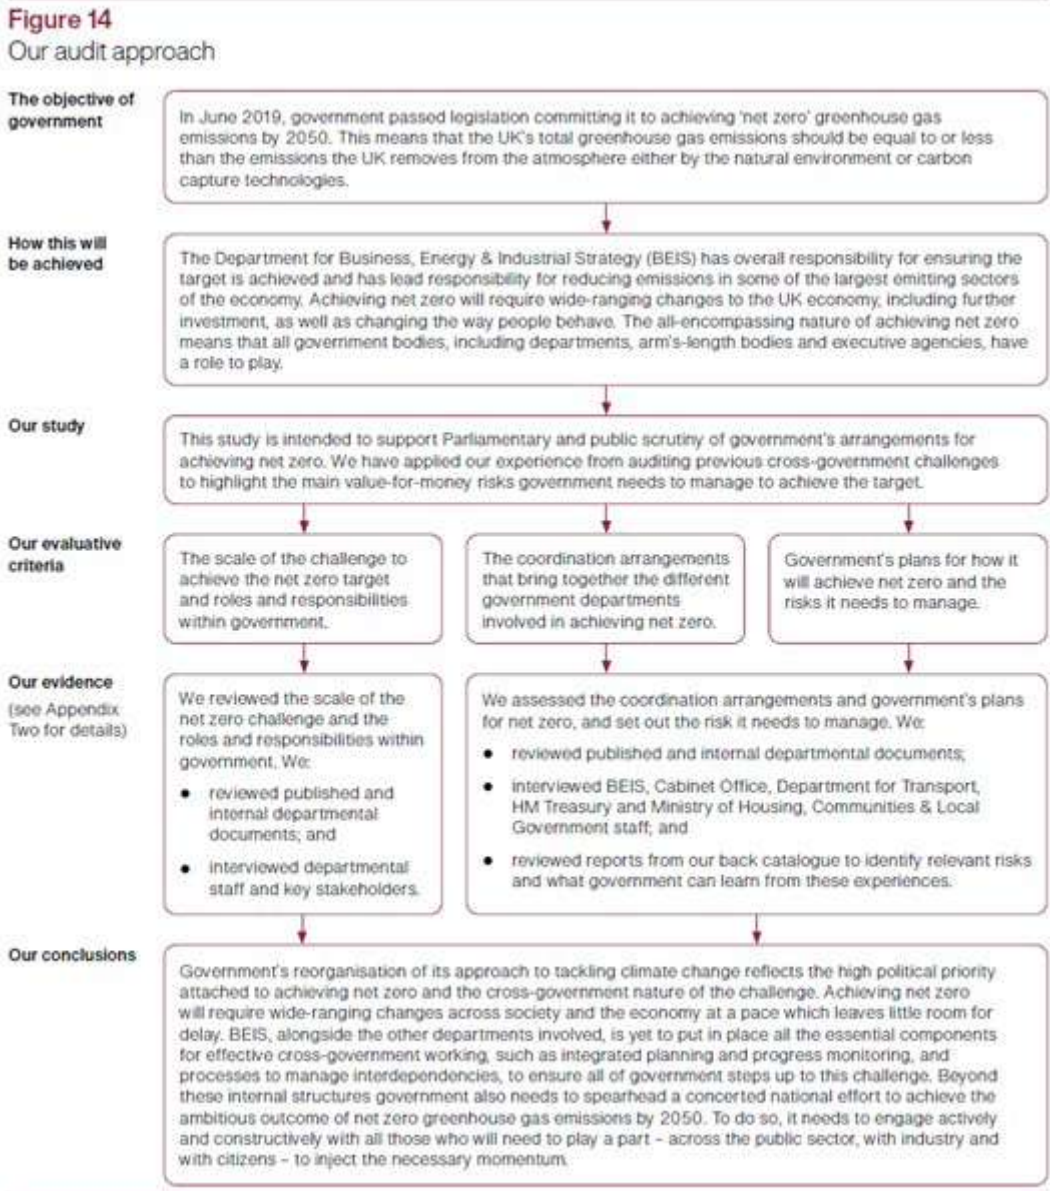 Figure 14
Our audit approach
The objective of
government
In June 2019, government passed legislation committing it to achieving 'net zero' greenhouse gas
emissions by 2050. This means that the UK's total greenhouse gas emissions should be equal to or less
than the emissions the UK removes from the atmosphere either by the natural environment or carbon
capture technologies.
How this will
be achieved
The Department for Business, Energy & Industrial Strategy (BEIS) has overall responsibility for ensuring the
target is achieved and has lead responsibility for reducing emissions in some of the largest emitting sectors
of the economy. Achieving net zero will require wide-ranging changes to the UK economy, including further
investment, as well as changing the way people behave. The all-encompassing nature of achieving net zero
means that all government bodies, including departments, arm's-length bodies and executive agencies, have
a role to play.
Our study
This study is intended to support Parliamentary and public scrutiny of government's arrangements for
achieving net zero. We have applied our experience from auditing previous cross-government challenges
to highlight the main value-for-money risks government needs to manage to achieve the target.
Our evaluative
criteria
The scale of the challenge to
achieve the net zero target
and roles and responsibilities
within government.
The coordination arrangements
that bring together the different
government departments
involved in achieving net zero.
Government's plans for how it
will achieve net zero and the
risks it needs to manage.
Our evidence
(see Appendix
Two for details)
We reviewed the scale of the
net zero challenge and the
roles and responsibilities within
government. We:
● reviewed published and
internal departmental
documents; and
● interviewed departmental
staff and key stakeholders.
We assessed the coordination arrangements and government's plans
for net zero, and set out the risk it needs to manage. We:
● reviewed published and internal departmental documents;
● interviewed BEIS, Cabinet Office, Department for Transport,
HM Treasury and Ministry of Housing, Communities & Local
Government staff; and
● reviewed reports from our back catalogue to identify relevant risks
and what government can learn from these experiences.
Our conclusions
Government's reorganisation of its approach to tackling climate change reflects the high political priority
attached to achieving net zero and the cross-government nature of the challenge. Achieving net zero
will require wide-ranging changes across society and the economy at a pace which leaves little room for
delay. BEIS, alongside the other departments involved, is yet to put in place all the essential components
for effective cross-government working, such as integrated planning and progress monitoring, and
processes to manage interdependencies, to ensure all of government steps up to this challenge. Beyond
these internal structures government also needs to spearhead a concerted national effort to achieve the
ambitious outcome of net zero greenhouse gas emissions by 2050. To do so, it needs to engage actively
and constructively with all those who will need to play a part – across the public sector, with industry and
with citizens – to inject the necessary momentum.